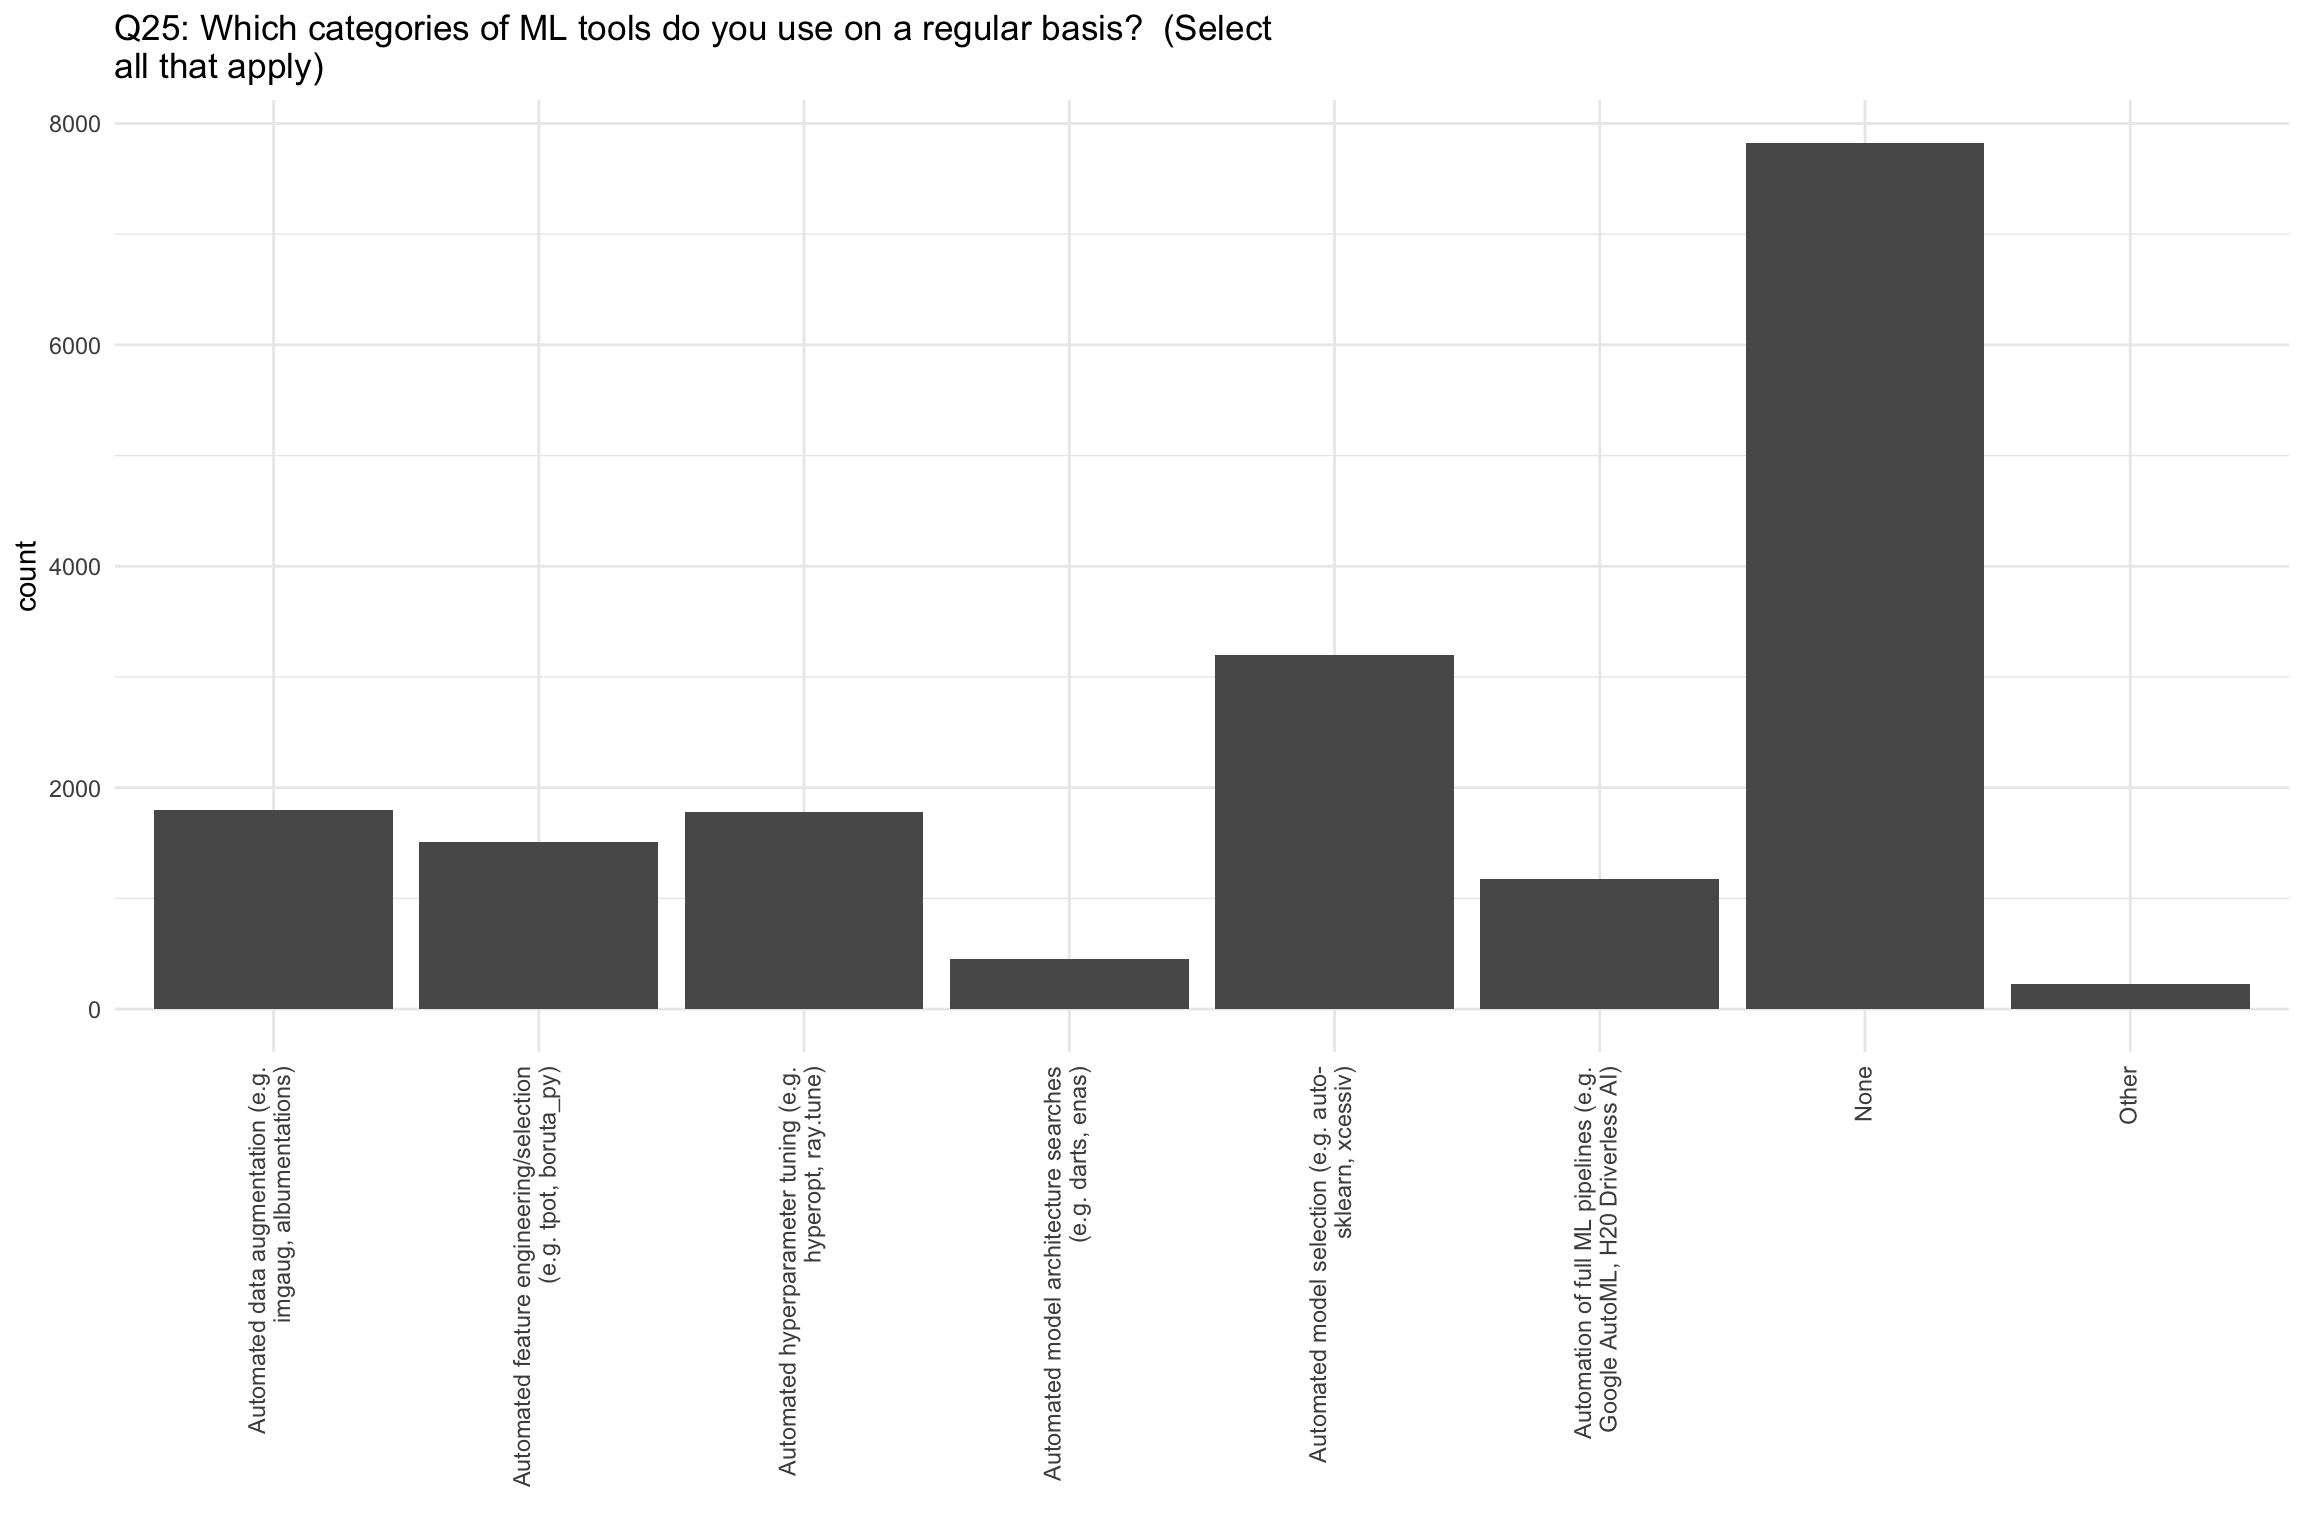 Q25: Which categories of ML tools do you use on a regular basis?  (Select
all that apply)
count
8000
6000
4000
2000
0
Automated data augmentation (e.g.
imgaug, albumentations)
Automated feature engineering/selection
(e.g. tpot, boruta_py)
Automated hyperparameter tuning (e.g.
hyperopt, ray.tune)
Automated model architecture searches
(e.g. darts, enas)
Automated model selection (e.g. auto-
sklearn, xcessiv)
Automation of full ML pipelines (e.g.
Google AutoML, H20 Driverless AI)
None
Other